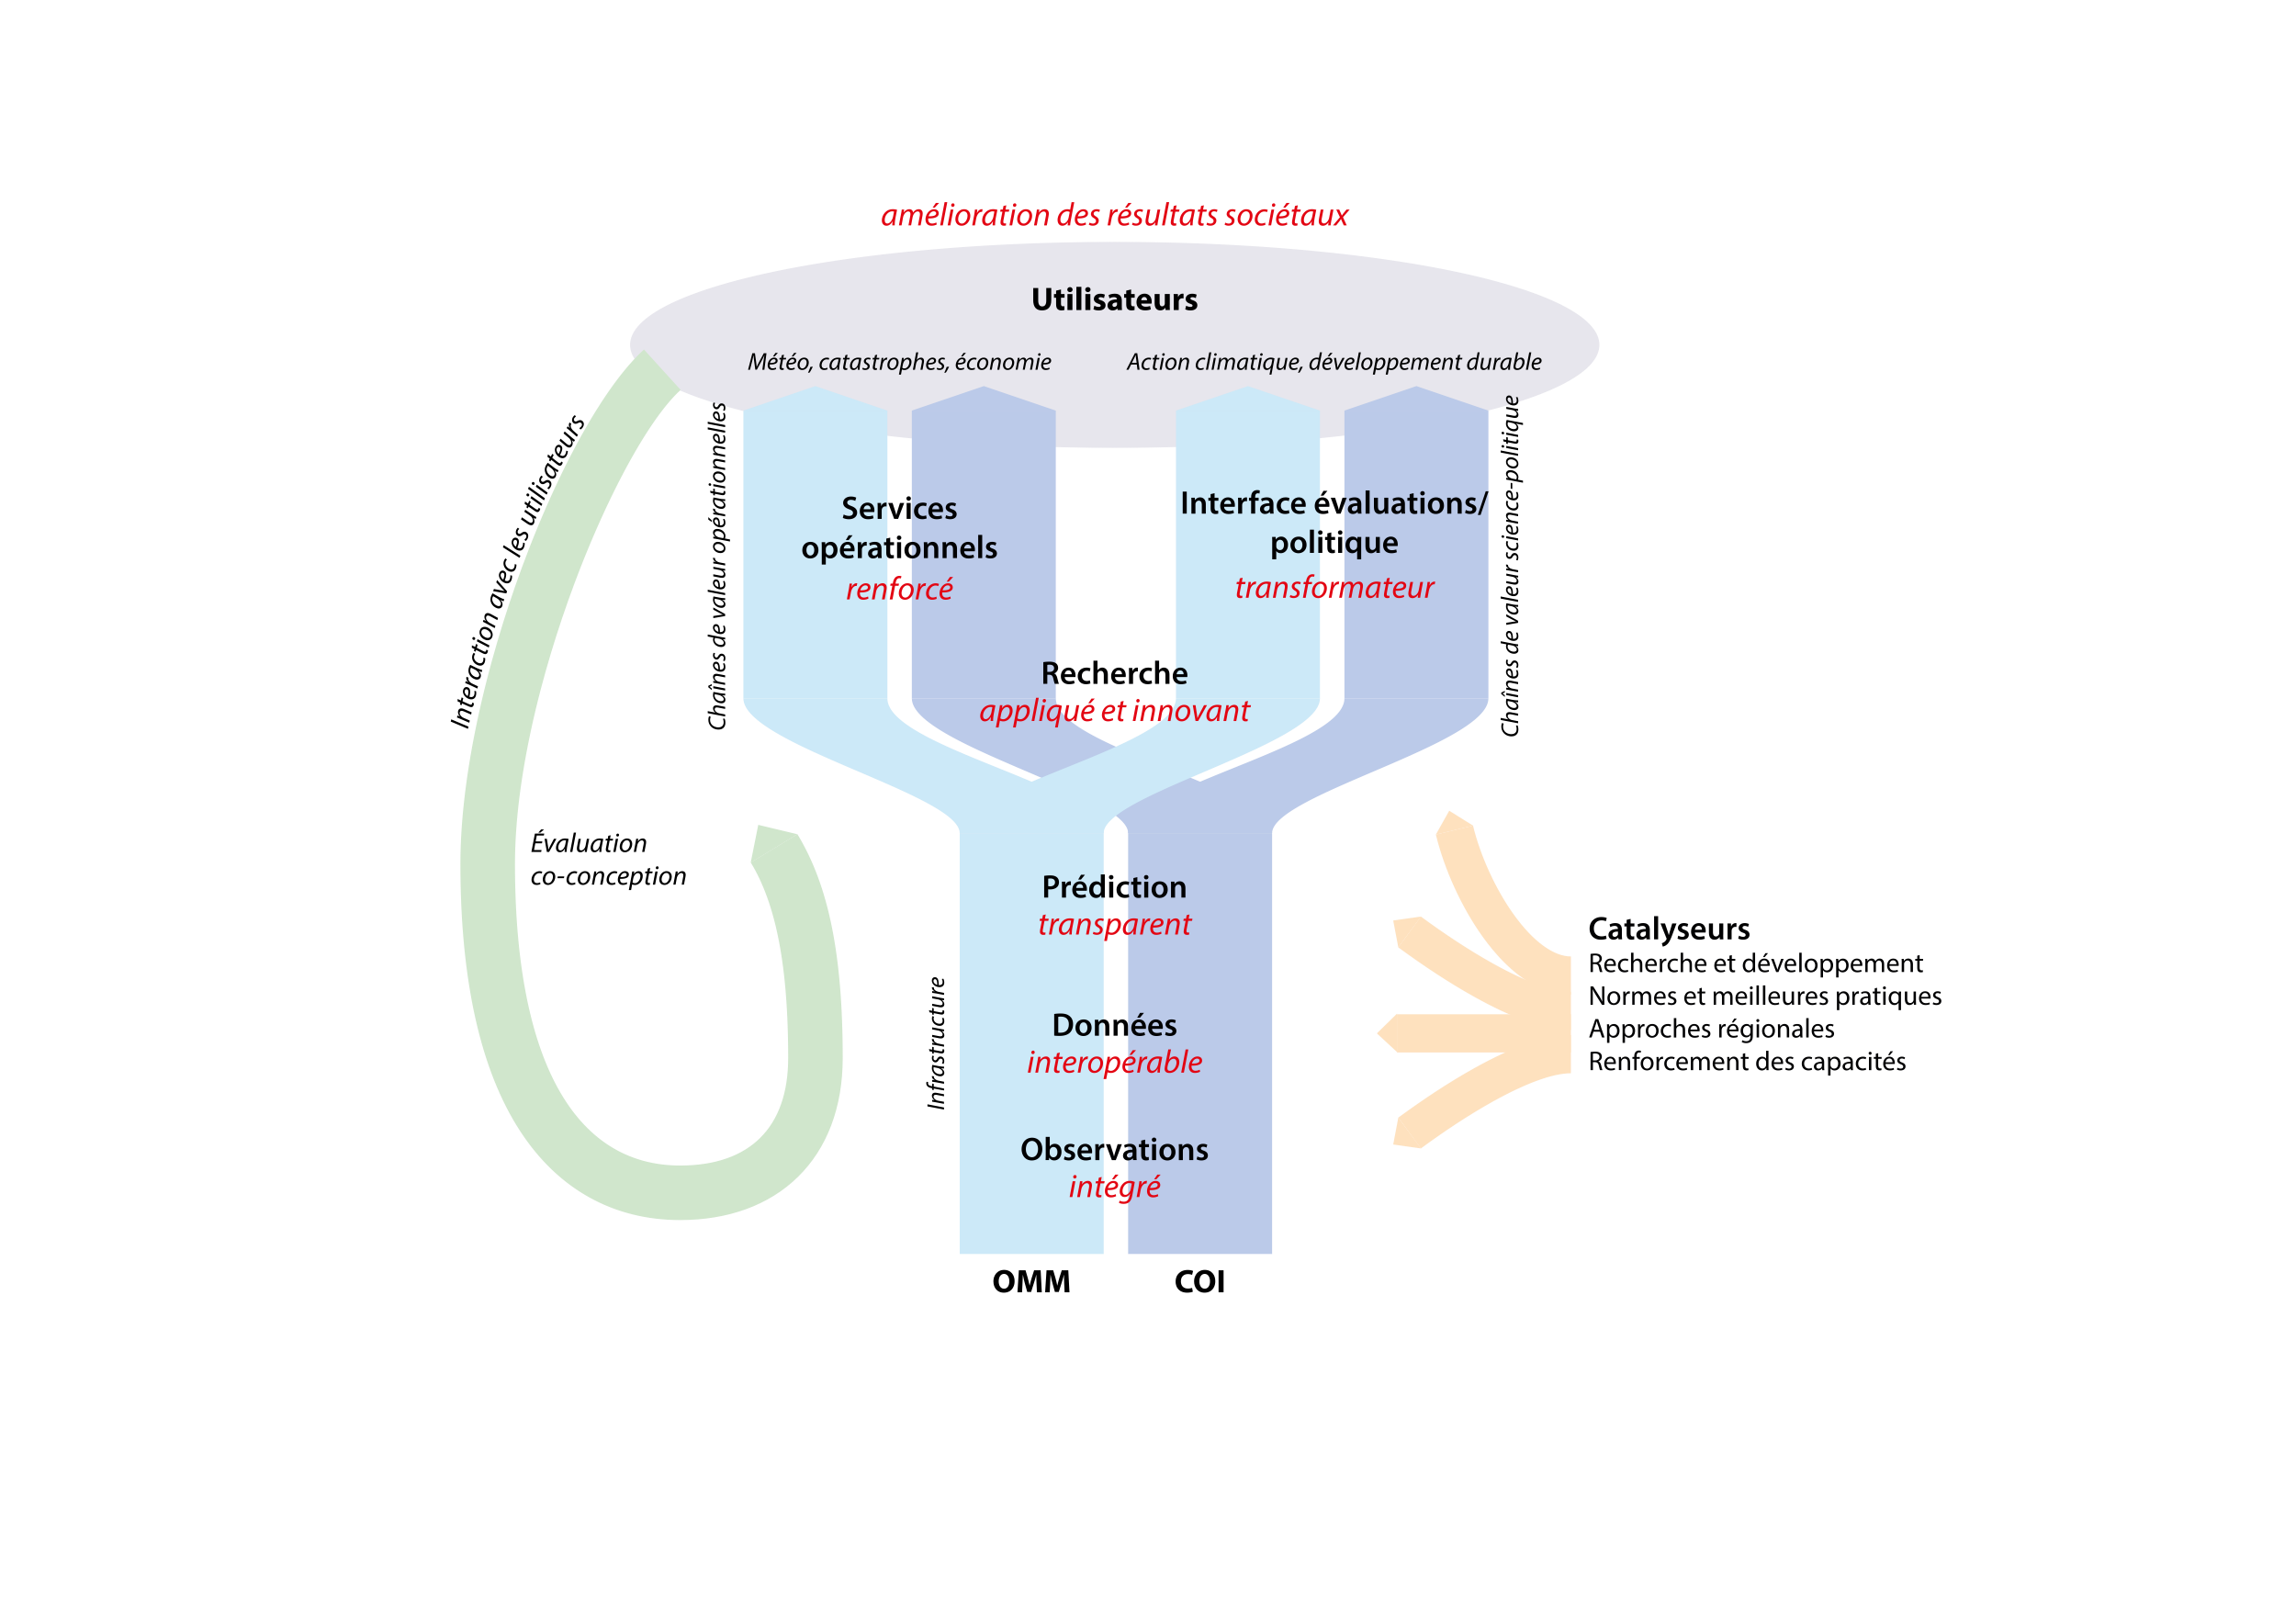 amélioration des résultats sociétaux
Utilisateurs
Météo, catastrophes, économie
Action climatique, développement durable
Interaction avec les utilisateurs
Chaînes de valeur opérationnelles
Services
opérationnels
renforcé
Interface évaluations/
politique
transformateur
Chaînes de valeur science-politique
Recherche
appliqué et innovant
Évaluation
co-conception
Prédiction
transparent
Infrastructure
Données
interopérable
Observations
intégré
OMM
COI
Catalyseurs
Recherche et développement
Normes et meilleures pratiques
Approches régionales
Renforcement des capacités